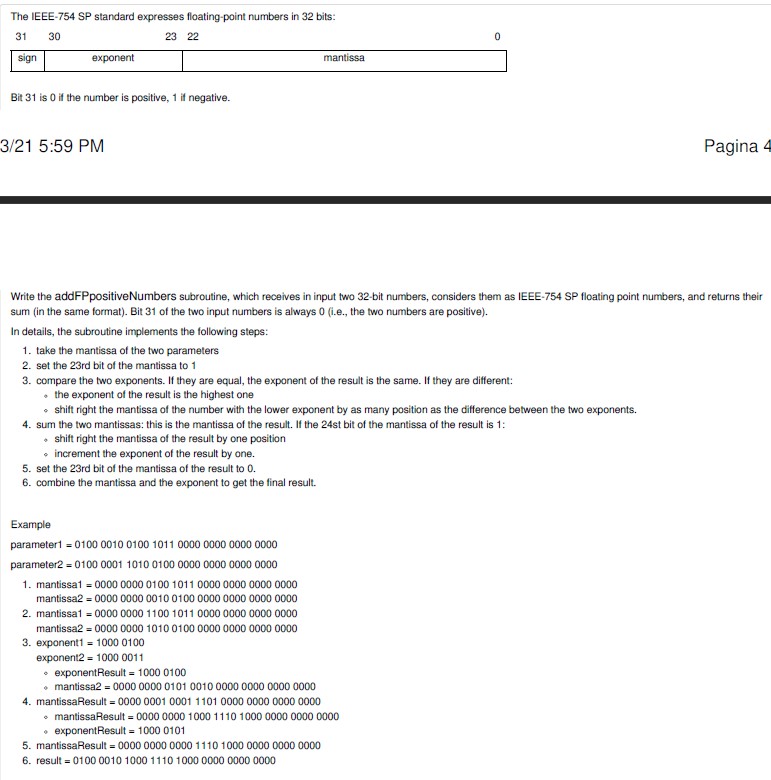 The IEEE-754 SP standard expresses floating-point numbers in 32 bits:
31 30 23 22 0
sign exponent mantissa
Bit 31 is 0 if the number is positive, 1 if negative.
3/21 5:59 PM Pagina 4
Write the addFPpositiveNumbers subroutine, which receives in input two 32-bit numbers, considers them as IEEE-754 SP floating point numbers, and returns their
sum (in the same format). Bit 31 of the two input numbers is always 0 (i.e., the two numbers are positive).
In details, the subroutine implements the following steps:
1. take the mantissa of the two parameters
2. set the 23rd bit of the mantissa to 1
3. compare the two exponents. If they are equal, the exponent of the result is the same. If they are different:
◦ the exponent of the result is the highest one
◦ shift right the mantissa of the number with the lower exponent by as many position as the difference between the two exponents.
4. sum the two mantissas: this is the mantissa of the result. If the 24st bit of the mantissa of the result is 1:
◦ shift right the mantissa of the result by one position
◦ increment the exponent of the result by one.
5. set the 23rd bit of the mantissa of the result to 0.
6. combine the mantissa and the exponent to get the final result.
Example
parameter1 = 0100 0010 0100 1011 0000 0000 0000 0000
parameter2 = 0100 0001 1010 0100 0000 0000 0000 0000
1. mantissa1 = 0000 0000 0100 1011 0000 0000 0000 0000
mantissa2 = 0000 0000 0010 0100 0000 0000 0000 0000
2. mantissa1 = 0000 0000 1100 1011 0000 0000 0000 0000
mantissa2 = 0000 0000 1010 0100 0000 0000 0000 0000
3. exponent1 = 1000 0100
exponent2 = 1000 0011
◦ exponentResult = 1000 0100
◦ mantissa2 = 0000 0000 0101 0010 0000 0000 0000 0000
4. mantissaResult = 0000 0001 0001 1101 0000 0000 0000 0000
◦ mantissaResult = 0000 0000 1000 1110 1000 0000 0000 0000
◦ exponentResult = 1000 0101
5. mantissaResult = 0000 0000 0000 1110 1000 0000 0000 0000
6. result = 0100 0010 1000 1110 1000 0000 0000 0000